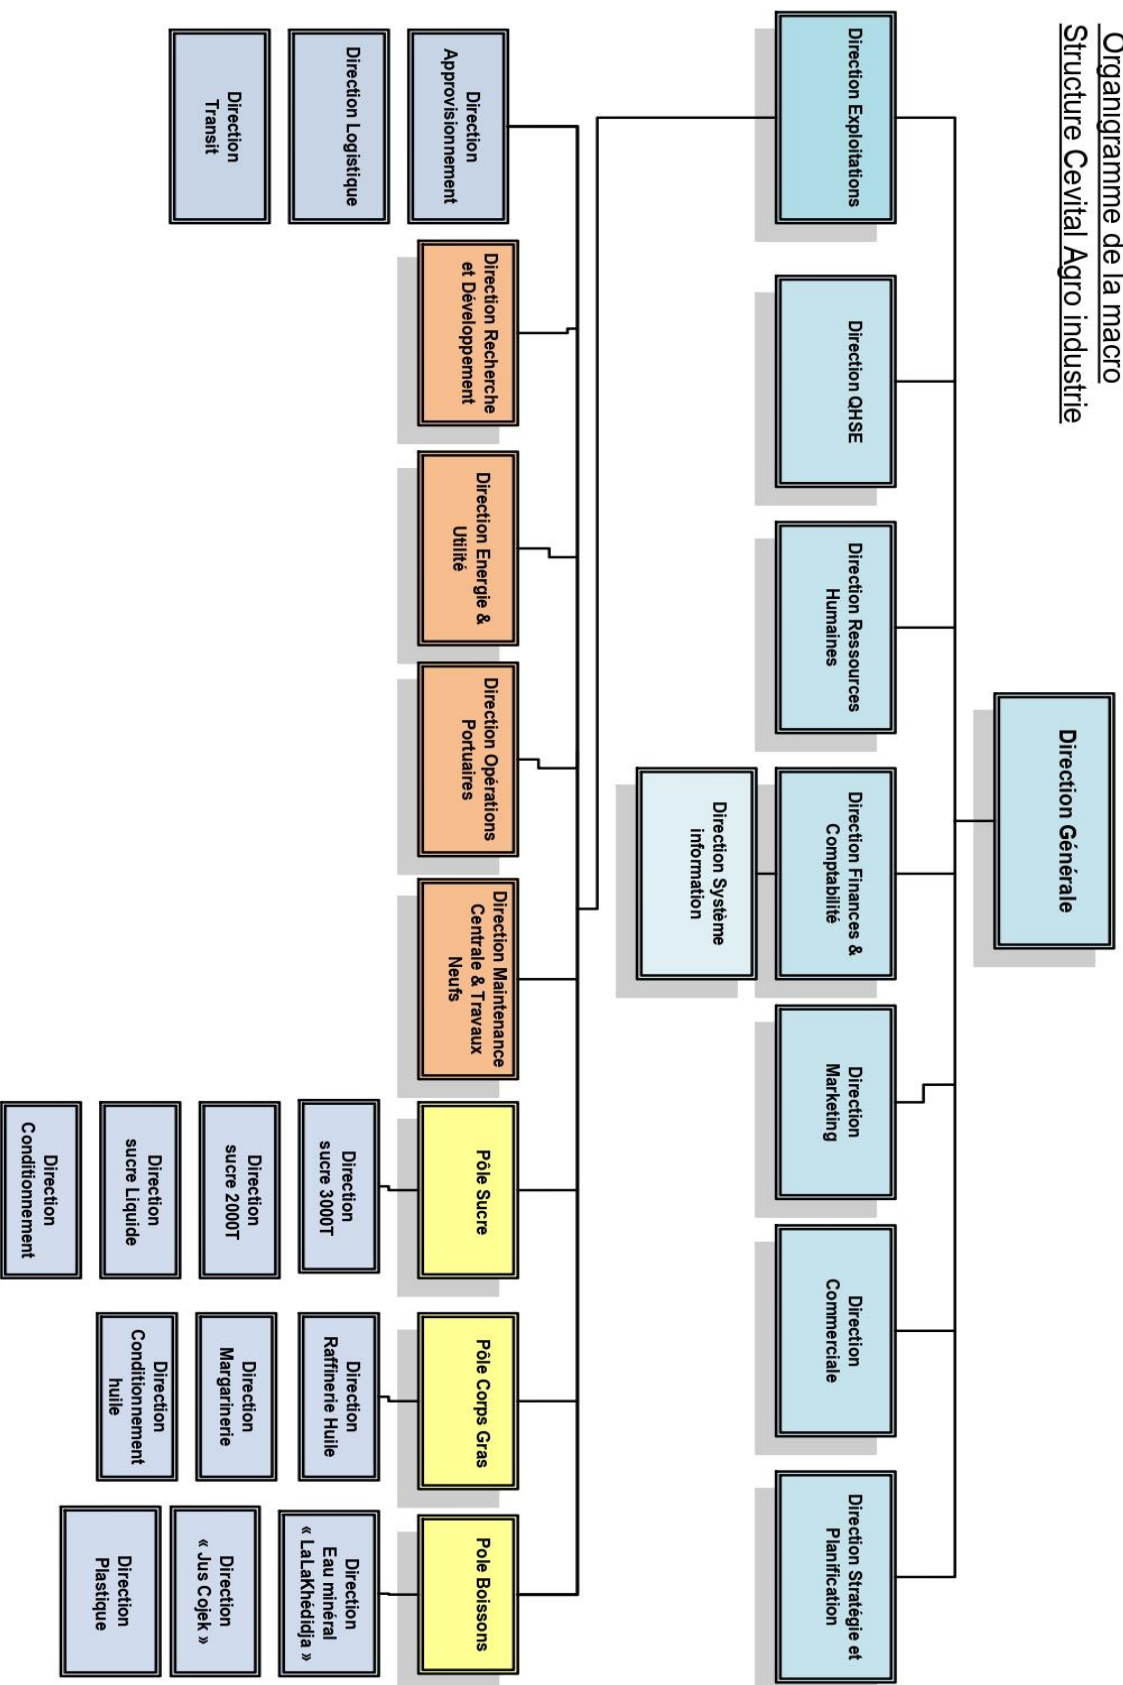 Organigramme de la macro
Structure Cevital Agro industrie
Direction Générale
Direction Exploitations
Direction QHSE
Direction Ressources
Humaines
Direction Finances &
Comptabilité
Direction
Marketing
Direction
Commerciale
Direction Stratégie et
Planification
Direction Système
information
Direction
Approvisionnement
Direction Logistique
Direction
Transit
Direction Recherche
et Développement
Direction Energie &
Utilité
Direction Opérations
Portuaires
Direction Maintenance
Centrale & Travaux
Neufs
Pôle Sucre
Direction
sucre 3000T
Direction
sucre 2000T
Direction
sucre Liquide
Direction
Conditionnement
Pôle Corps Gras
Direction
Raffinerie Huile
Direction
Margarinerie
Direction
Conditionnement
huile
Pole Boissons
Direction
Eau minéral
« LaLaKhédidja »
Direction
« Jus Cojek »
Direction
Plastique